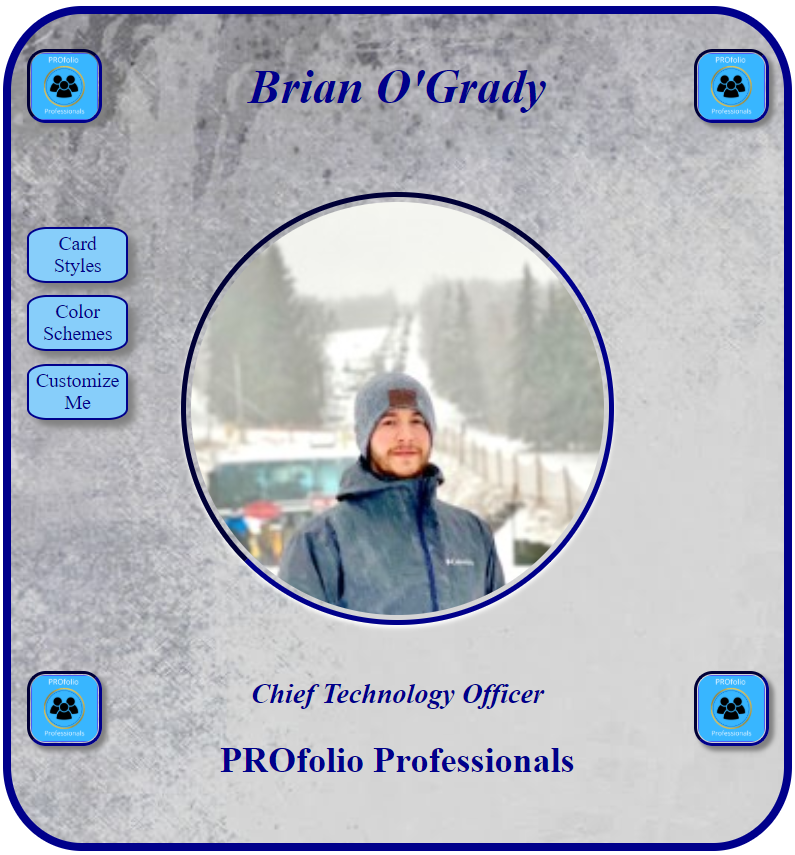 PROfolio
Professionals
Brian O'Grady
PROfolio
Professionals
Card
Styles
Color
Schemes
Customize
Me
Columbia
PROfolio
Professionals
Chief Technology Officer
PROfolio Professionals
PROfolio
Professionals